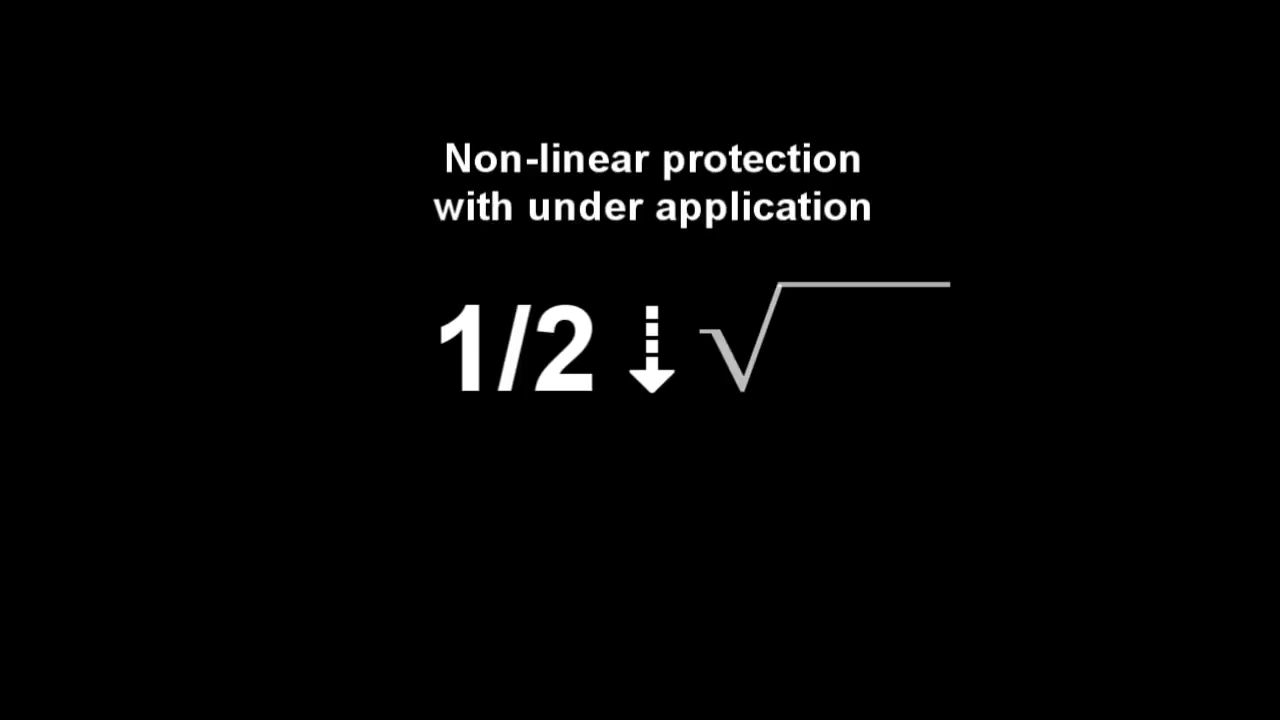 Non-linear protection
with under application
1/2 ⇣ √